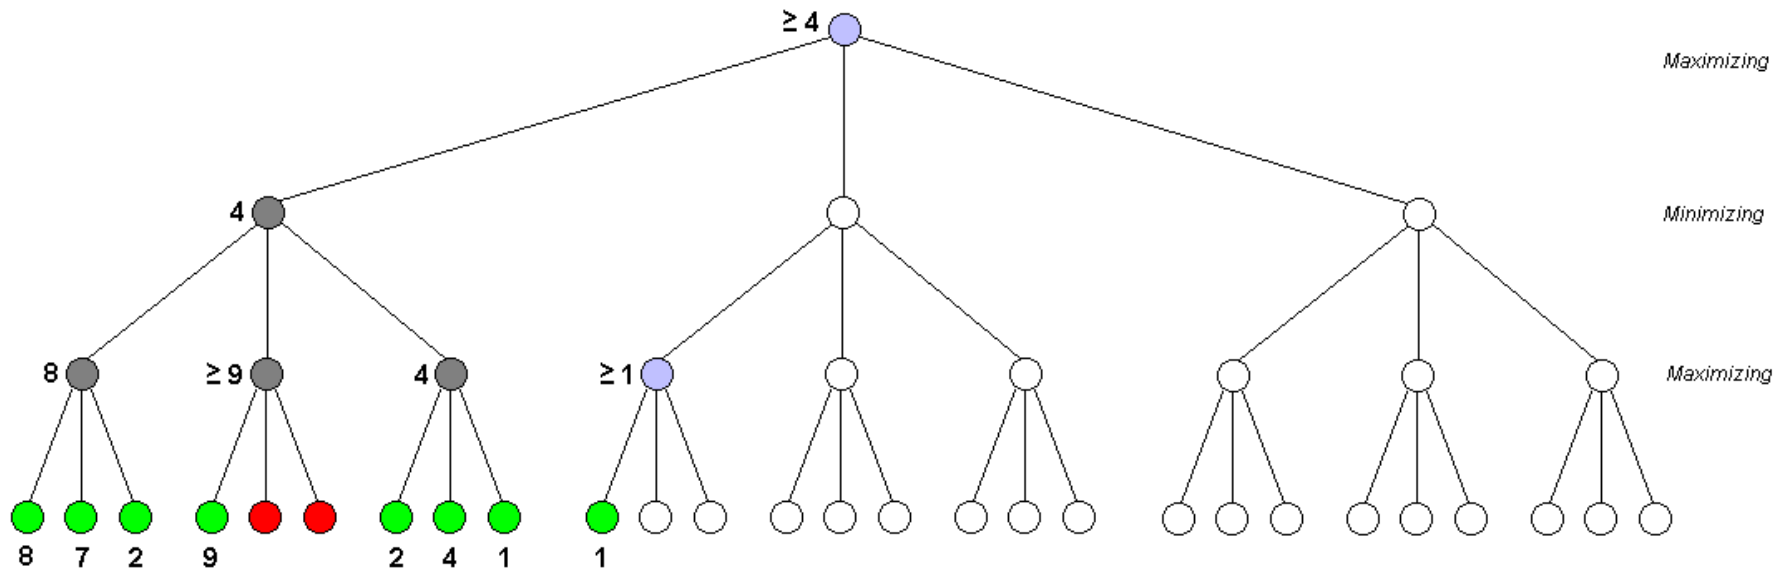 ≥ 4
Maximizing
4
Minimizing
8
≥ 9
4
≥ 1
Maximizing
8 7 2 9 2 4 1 1